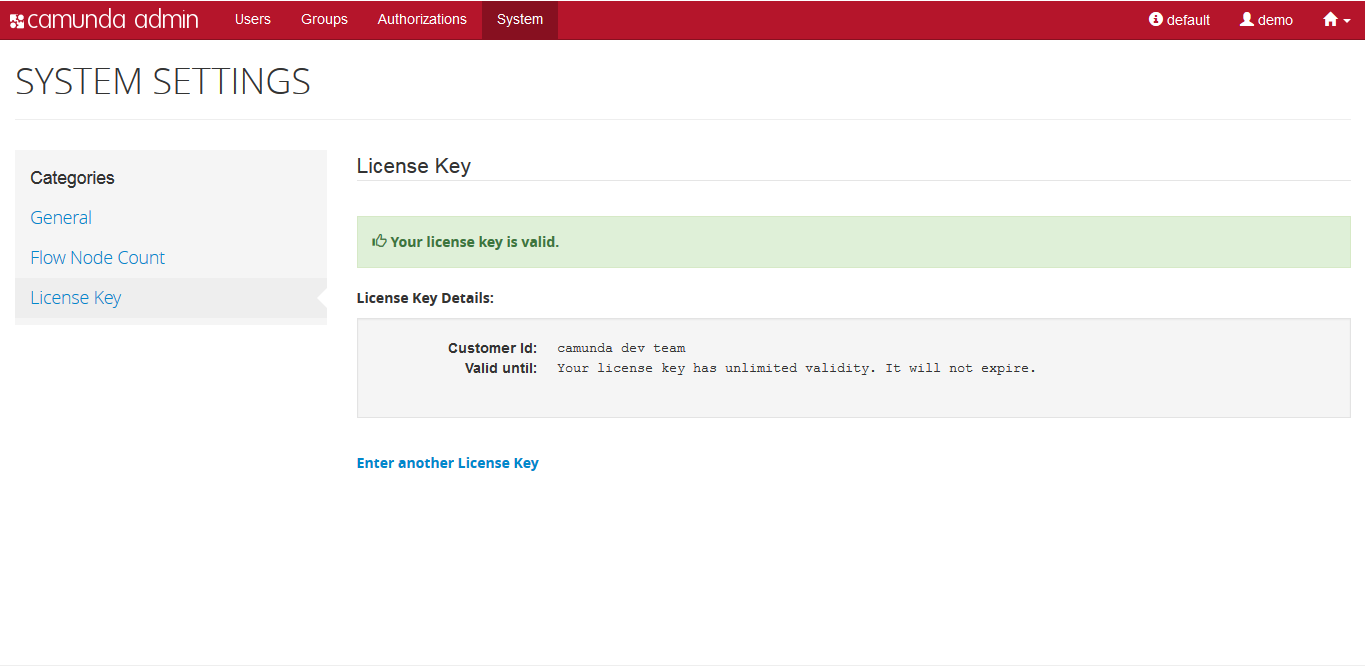 camunda admin Users Groups Authorizations System default demo
SYSTEM SETTINGS
Categories
General
Flow Node Count
License Key
License Key
Your license key is valid.
License Key Details:
Customer Id: camunda dev team
Valid until: Your license key has unlimited validity. It will not expire.
Enter another License Key